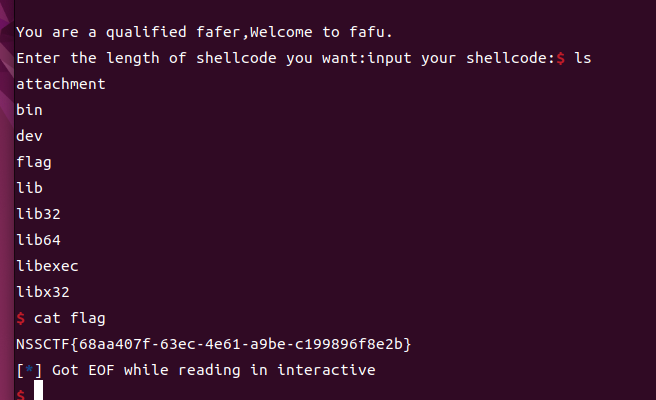 You are a qualified fafer,Welcome to fafu.
Enter the length of shellcode you want:input your shellcode:$ ls
attachment
bin
dev
flag
lib
lib32
lib64
libexec
libx32
$ cat flag
NSSCTF{68aa407f-63ec-4e61-a9be-c199896f8e2b}
[*] Got EOF while reading in interactive
$